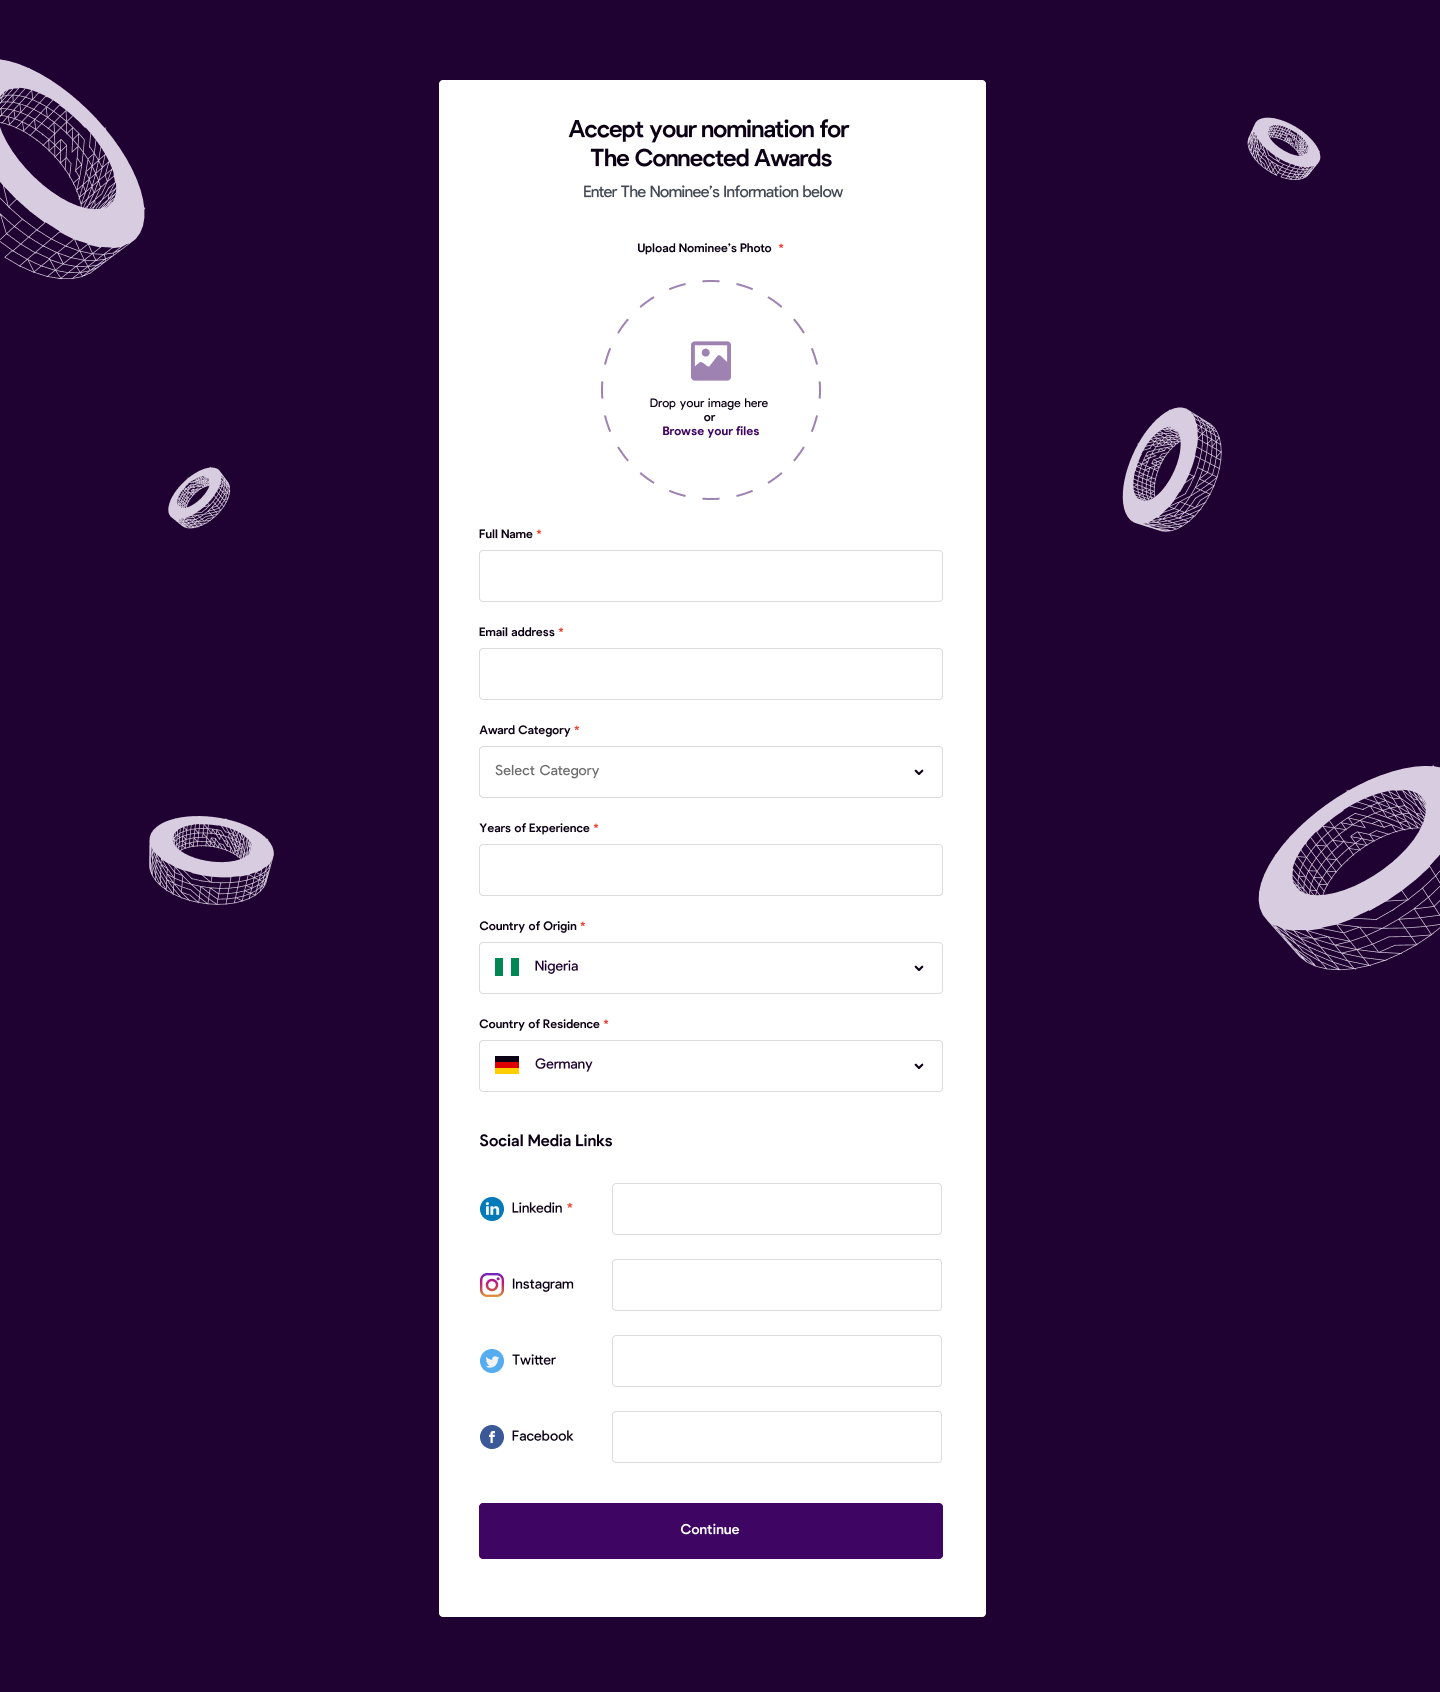 Accept your nomination for
The Connected Awards
Enter The Nominee's Information below
Upload Nominee's Photo *
Drop your image here
or
Browse your files
Full Name *
Email address *
Award Category *
Select Category
Years of Experience *
Country of Origin *
Nigeria
Country of Residence *
Germany
Social Media Links
Linkedin *
Instagram
Twitter
Facebook
Continue